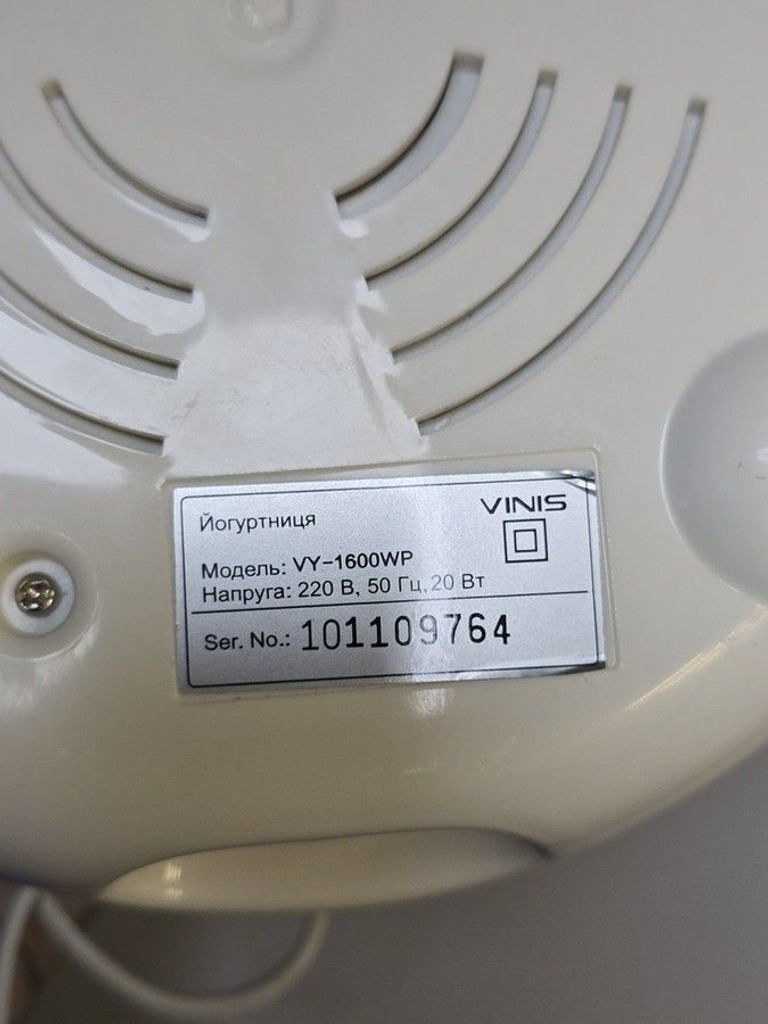 VINIS
Йогуртниця
Модель: VY-1600WP
Напруга: 220 В, 50 Гц, 20 Вт
Ser. No.: 101109764